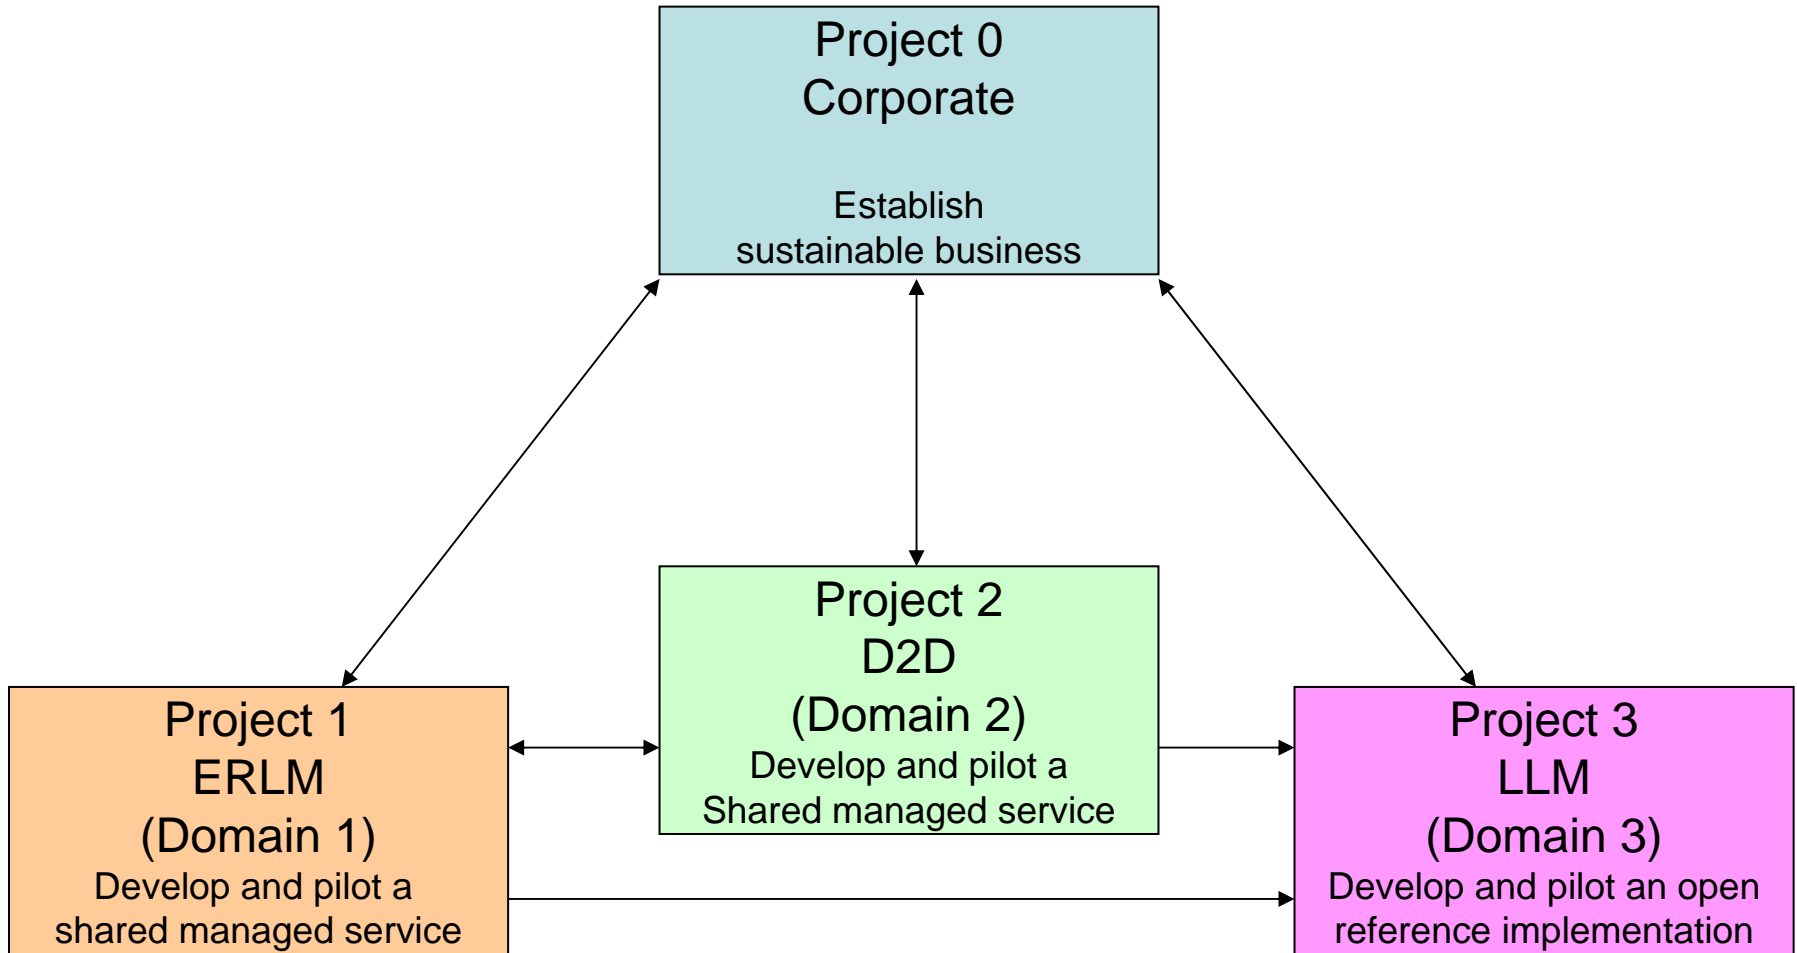 Project 0
Corporate
Establish
sustainable business
Project 2
D2D
(Domain 2)
Develop and pilot a
Shared managed service
Project 1
ERLM
(Domain 1)
Develop and pilot a
shared managed service
Project 3
LLM
(Domain 3)
Develop and pilot an open
reference implementation